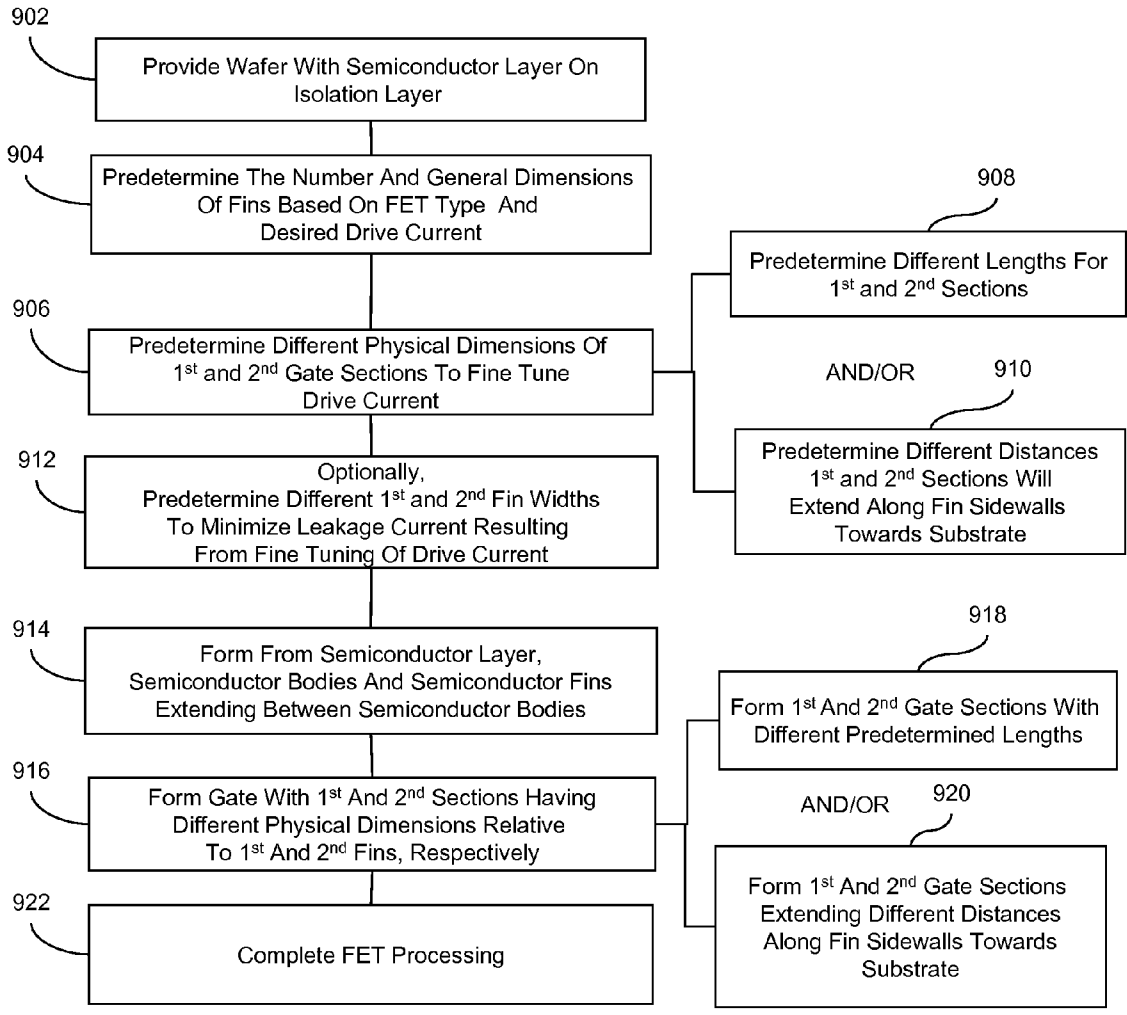 902
Provide Wafer With Semiconductor Layer On
Isolation Layer
904
Predetermine The Number And General Dimensions
Of Fins Based On FET Type And
Desired Drive Current
906
Predetermine Different Physical Dimensions Of
1st and 2nd Gate Sections To Fine Tune
Drive Current
908
Predetermine Different Lengths For
1st and 2nd Sections
AND/OR
910
Predetermine Different Distances
1st and 2nd Sections Will
Extend Along Fin Sidewalls
Towards Substrate
912
Optionally,
Predetermine Different 1st and 2nd Fin Widths
To Minimize Leakage Current Resulting
From Fine Tuning Of Drive Current
914
Form From Semiconductor Layer,
Semiconductor Bodies And Semiconductor Fins
Extending Between Semiconductor Bodies
916
Form Gate With 1st And 2nd Sections Having
Different Physical Dimensions Relative
To 1st And 2nd Fins, Respectively
918
Form 1st And 2nd Gate Sections With
Different Predetermined Lengths
AND/OR
920
Form 1st And 2nd Gate Sections
Extending Different Distances
Along Fin Sidewalls Towards
Substrate
922
Complete FET Processing